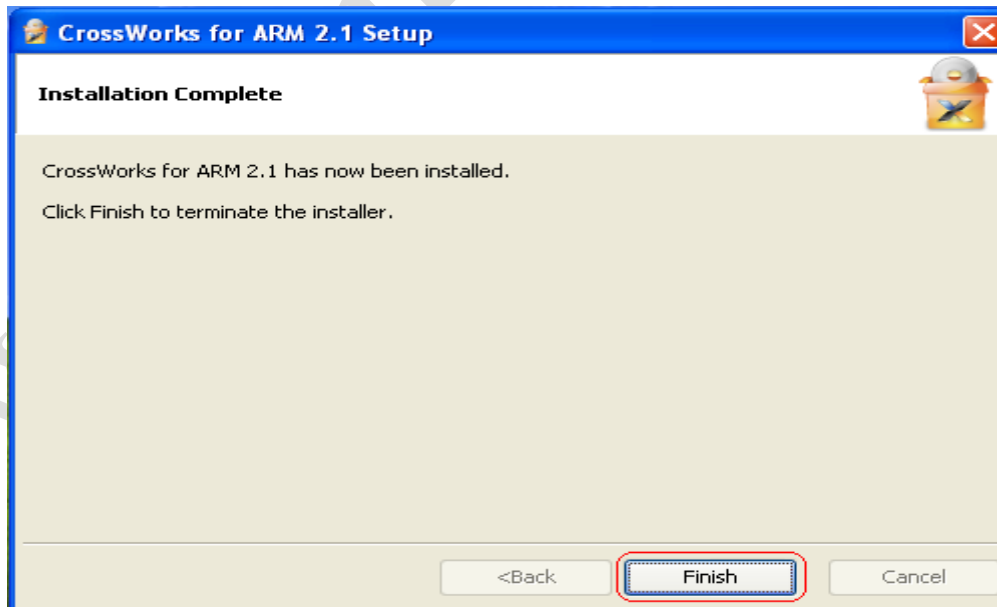 CrossWorks for ARM 2.1 Setup
Installation Complete
CrossWorks for ARM 2.1 has now been installed.
Click Finish to terminate the installer.
<Back Finish Cancel